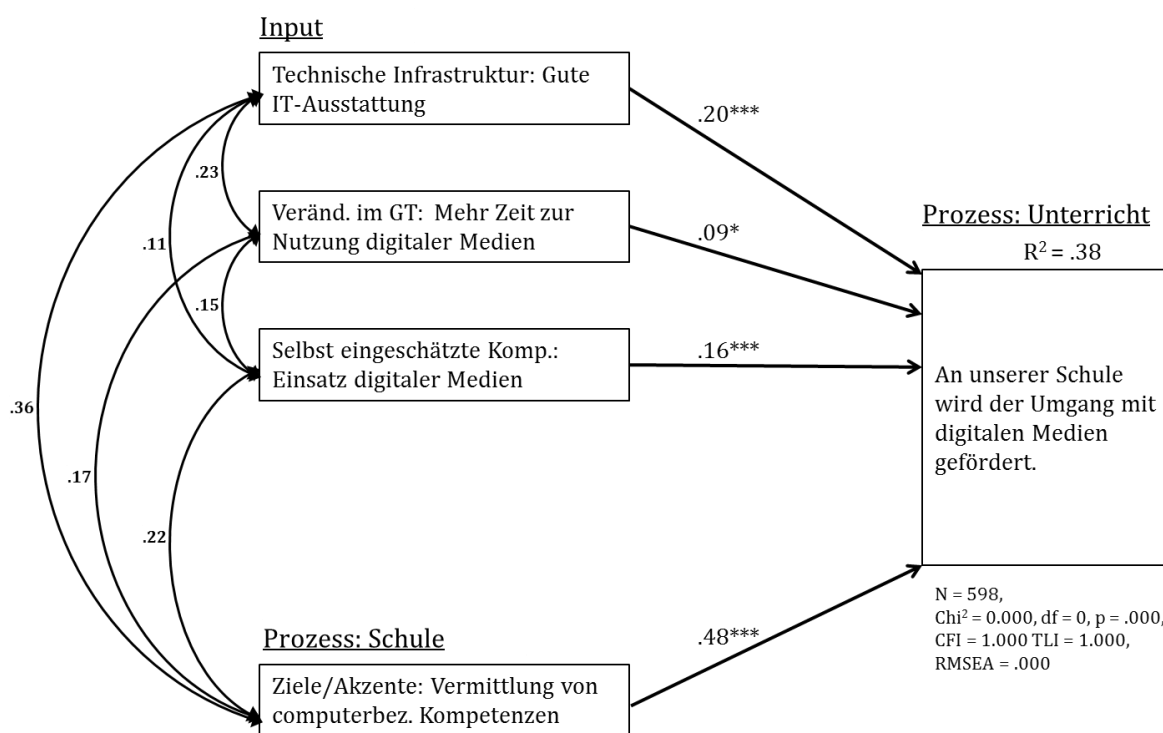 Input
Technische Infrastruktur: Gute
IT-Ausstattung
.20***
.23
Veränd. im GT:  Mehr Zeit zur
Nutzung digitaler Medien
.09*
Prozess: Unterricht
R² = .38
.11
.15
Selbst eingeschätzte Komp.:
Einsatz digitaler Medien
.16***
An unserer Schule
wird der Umgang mit
digitalen Medien
gefördert.
.36
.17
.22
N = 598,
Chi² = 0.000, df = 0, p = .000,
CFI = 1.000 TLI = 1.000,
RMSEA = .000
Prozess: Schule
.48***
Ziele/Akzente: Vermittlung von
computerbez. Kompetenzen